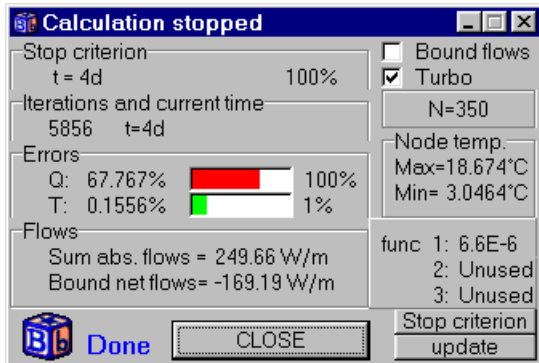 Calculation stopped
Stop criterion
t = 4d 100%
Bound flows
Turbo
Iterations and current time
5856 t=4d
N=350
Errors
Q: 67.767% 100%
T: 0.1556% 1%
Node temp.
Max=18.674°C
Min= 3.0464°C
Flows
Sum abs. flows = 249.66 W/m
Bound net flows= -169.19 W/m
func 1: 6.6E-6
2: Unused
3: Unused
B b
Done
CLOSE
Stop criterion
update